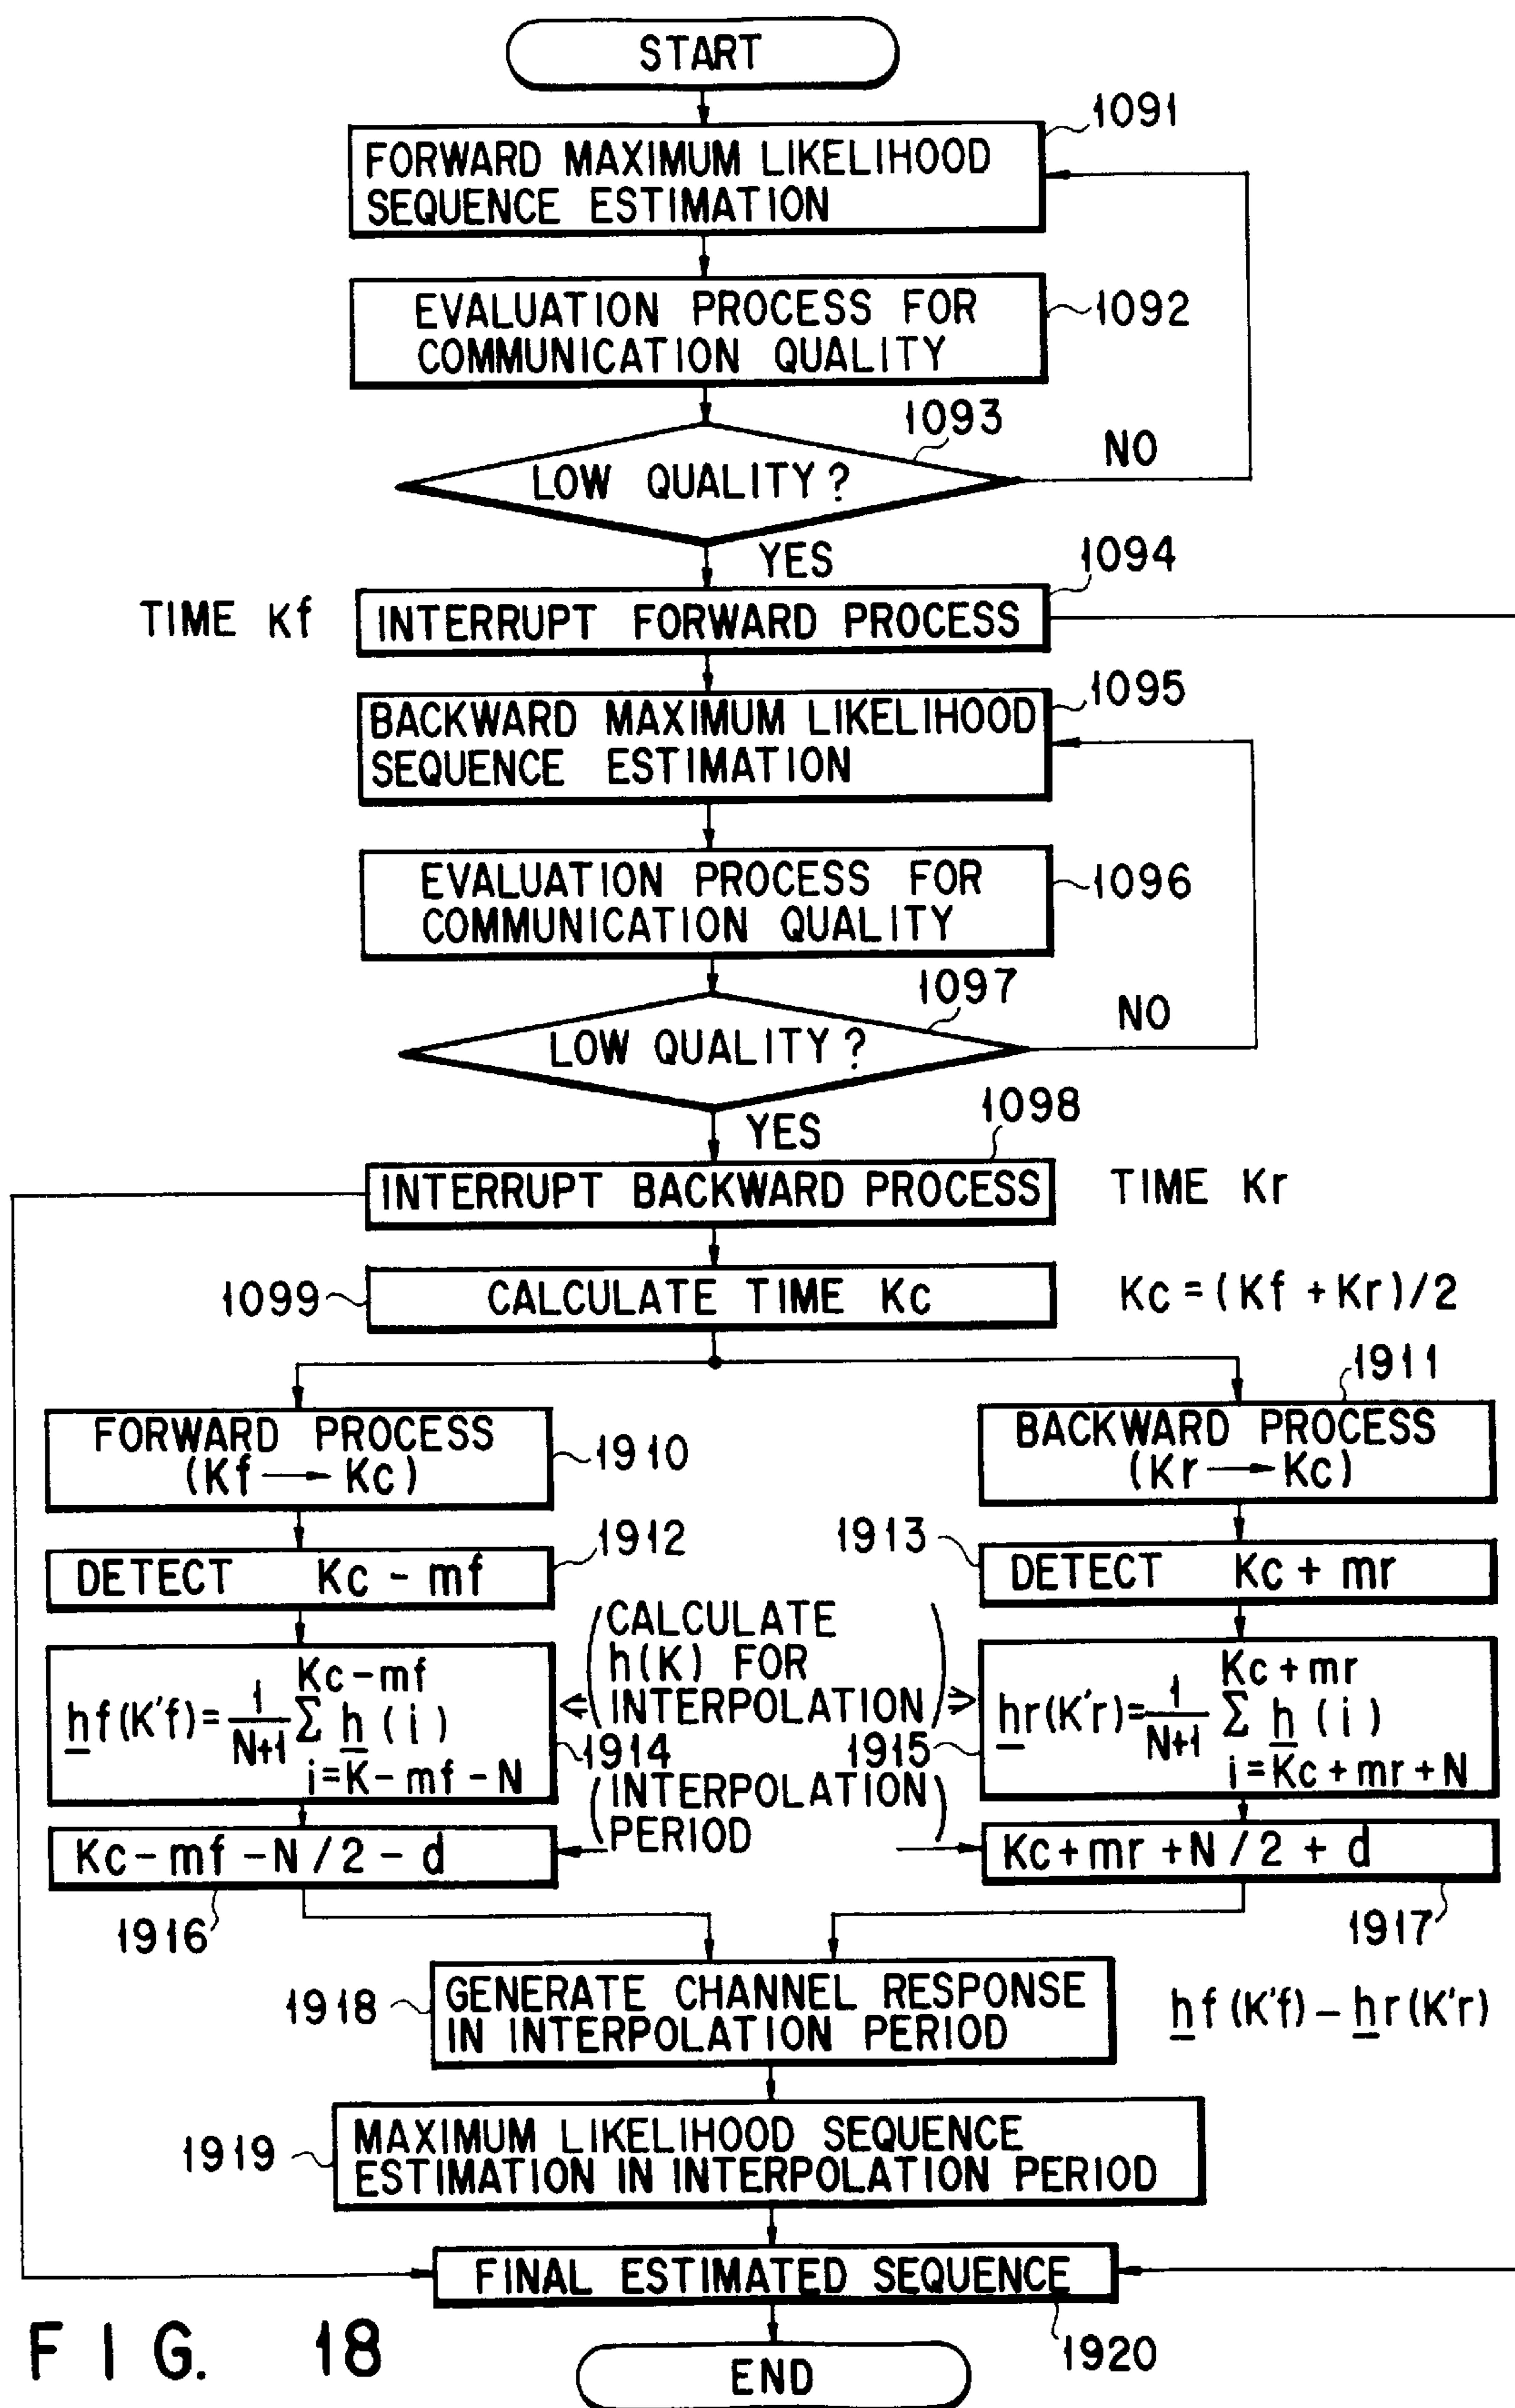 START
1091
FORWARD MAXIMUM LIKELIHOOD
SEQUENCE ESTIMATION
EVALUATION PROCESS FOR
COMMUNICATION QUALITY
1092
1093
LOW QUALITY?
NO
YES
1094
TIME Kf
INTERRUPT FORWARD PROCESS
1095
BACKWARD MAXIMUM LIKELIHOOD
SEQUENCE ESTIMATION
EVALUATION PROCESS FOR
COMMUNICATION QUALITY
1096
1097
LOW QUALITY?
NO
YES
1098
INTERRUPT BACKWARD PROCESS
TIME Kr
1099
CALCULATE TIME Kc
Kc = (Kf + Kr)/2
FORWARD PROCESS
(Kf → Kc)
1910
1911
BACKWARD PROCESS
(Kr → Kc)
1912
DETECT Kc - mf
1913
DETECT Kc + mr
(CALCULATE
h(K) FOR
INTERPOLATION)
Kc-mf
hf(K'f)=1/N+1 Σ h(i)
i=K-mf-N
1914
Kc+mr
hr(K'r)=1/N+1 Σ h(i)
i=Kc+mr+N
1915
(INTERPOLATION
PERIOD)
Kc-mf-N/2-d
1916
Kc+mr+N/2+d
1917
1918
GENERATE CHANNEL RESPONSE
IN INTERPOLATION PERIOD
hf(K'f)-hr(K'r)
1919
MAXIMUM LIKELIHOOD SEQUENCE
ESTIMATION IN INTERPOLATION PERIOD
FINAL ESTIMATED SEQUENCE
1920
END
FIG. 18